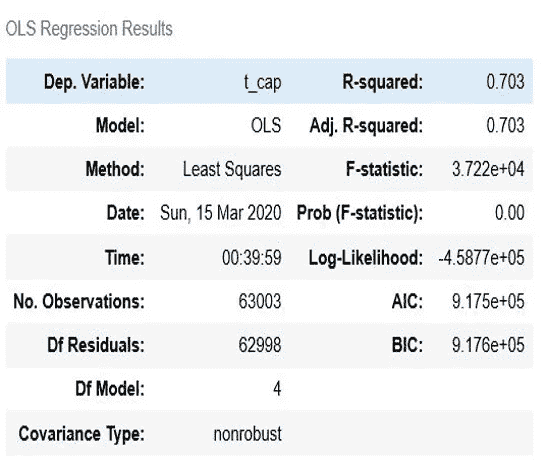 OLS Regression Results
Dep. Variable: t_cap R-squared: 0.703
Model: OLS Adj. R-squared: 0.703
Method: Least Squares F-statistic: 3.722e+04
Date: Sun, 15 Mar 2020 Prob (F-statistic): 0.00
Time: 00:39:59 Log-Likelihood: -4.5877e+05
No. Observations: 63003 AIC: 9.175e+05
Df Residuals: 62998 BIC: 9.176e+05
Df Model: 4
Covariance Type: nonrobust